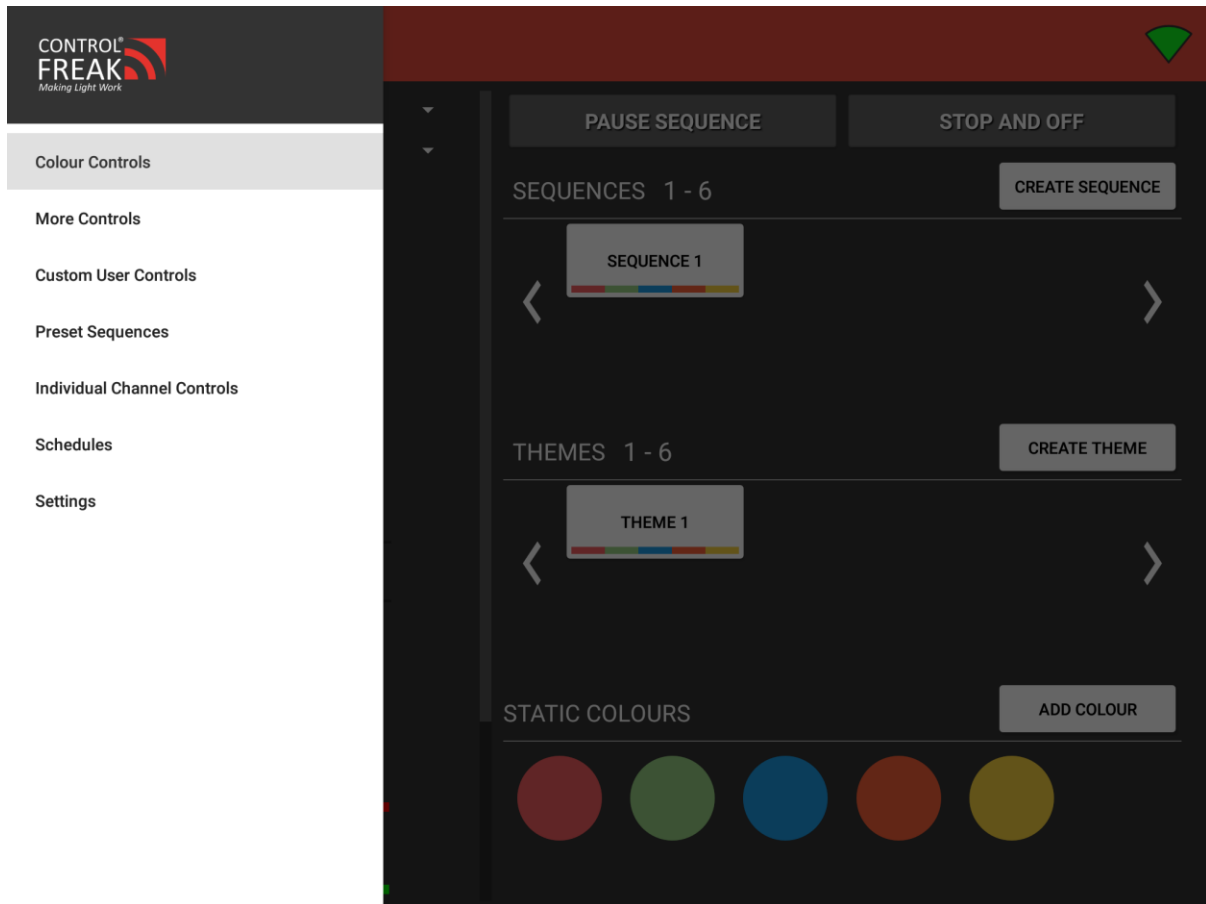 CONTROL®
FREAK
Making Light Work
Colour Controls
More Controls
Custom User Controls
Preset Sequences
Individual Channel Controls
Schedules
Settings
PAUSE SEQUENCE
STOP AND OFF
SEQUENCES 1 - 6
CREATE SEQUENCE
SEQUENCE 1
THEMES 1 - 6
CREATE THEME
THEME 1
STATIC COLOURS
ADD COLOUR